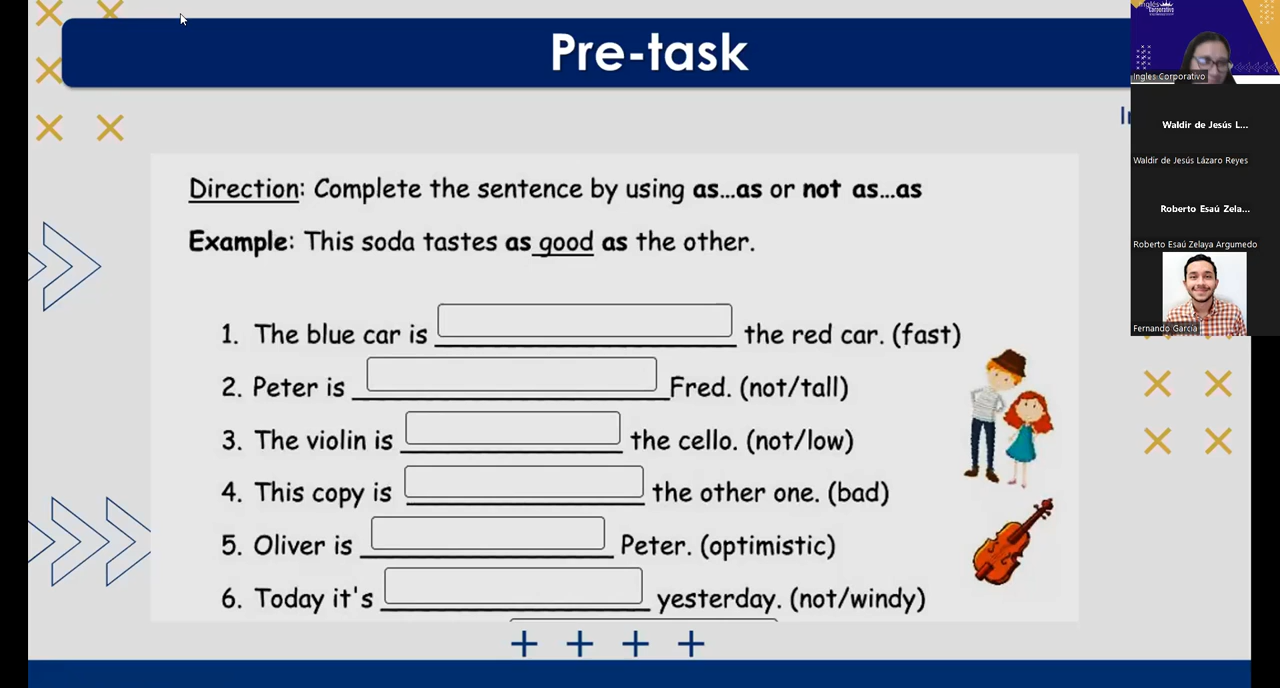 Pre-task
Direction: Complete the sentence by using as...as or not as...as
Example: This soda tastes as good as the other.
1. The blue car is the red car. (fast)
2. Peter is Fred. (not/tall)
3. The violin is the cello. (not/low)
4. This copy is the other one. (bad)
5. Oliver is Peter. (optimistic)
6. Today it's yesterday. (not/windy)
Inglés
Corporativo
Ingles Corporativo
Waldir de Jesús L...
Waldir de Jesús Lázaro Reyes
Roberto Esaú Zela...
Roberto Esaú Zelaya Argumedo
Fernando García